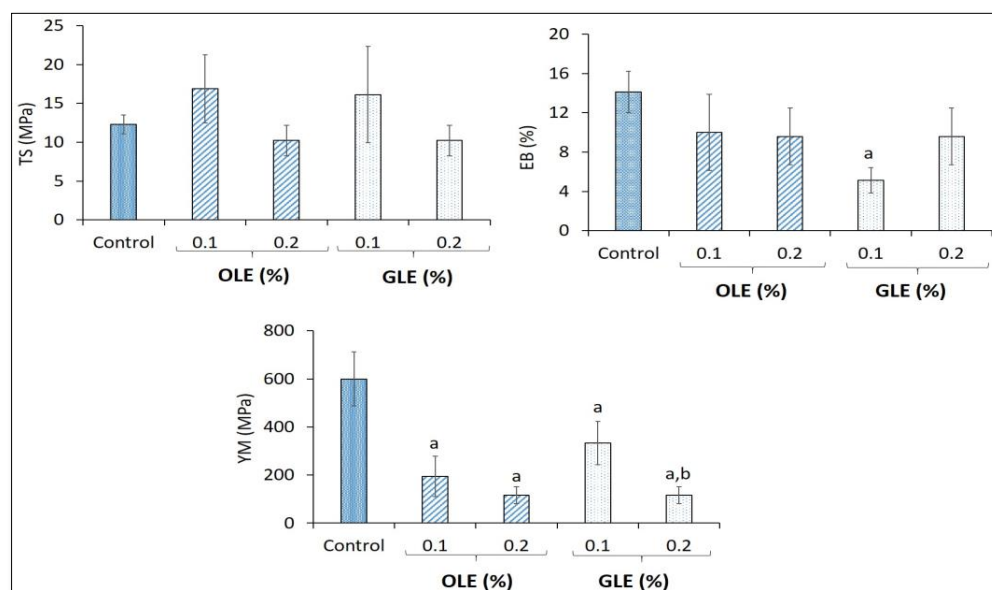 TS (MPa)
25
20
15
10
5
0
Control
0.1
0.2
0.1
0.2
OLE (%)
GLE (%)
EB (%)
20
16
12
8
4
0
a
Control
0.1
0.2
0.1
0.2
OLE (%)
GLE (%)
YM (MPa)
800
600
400
200
0
a
a
a
a,b
Control
0.1
0.2
0.1
0.2
OLE (%)
GLE (%)